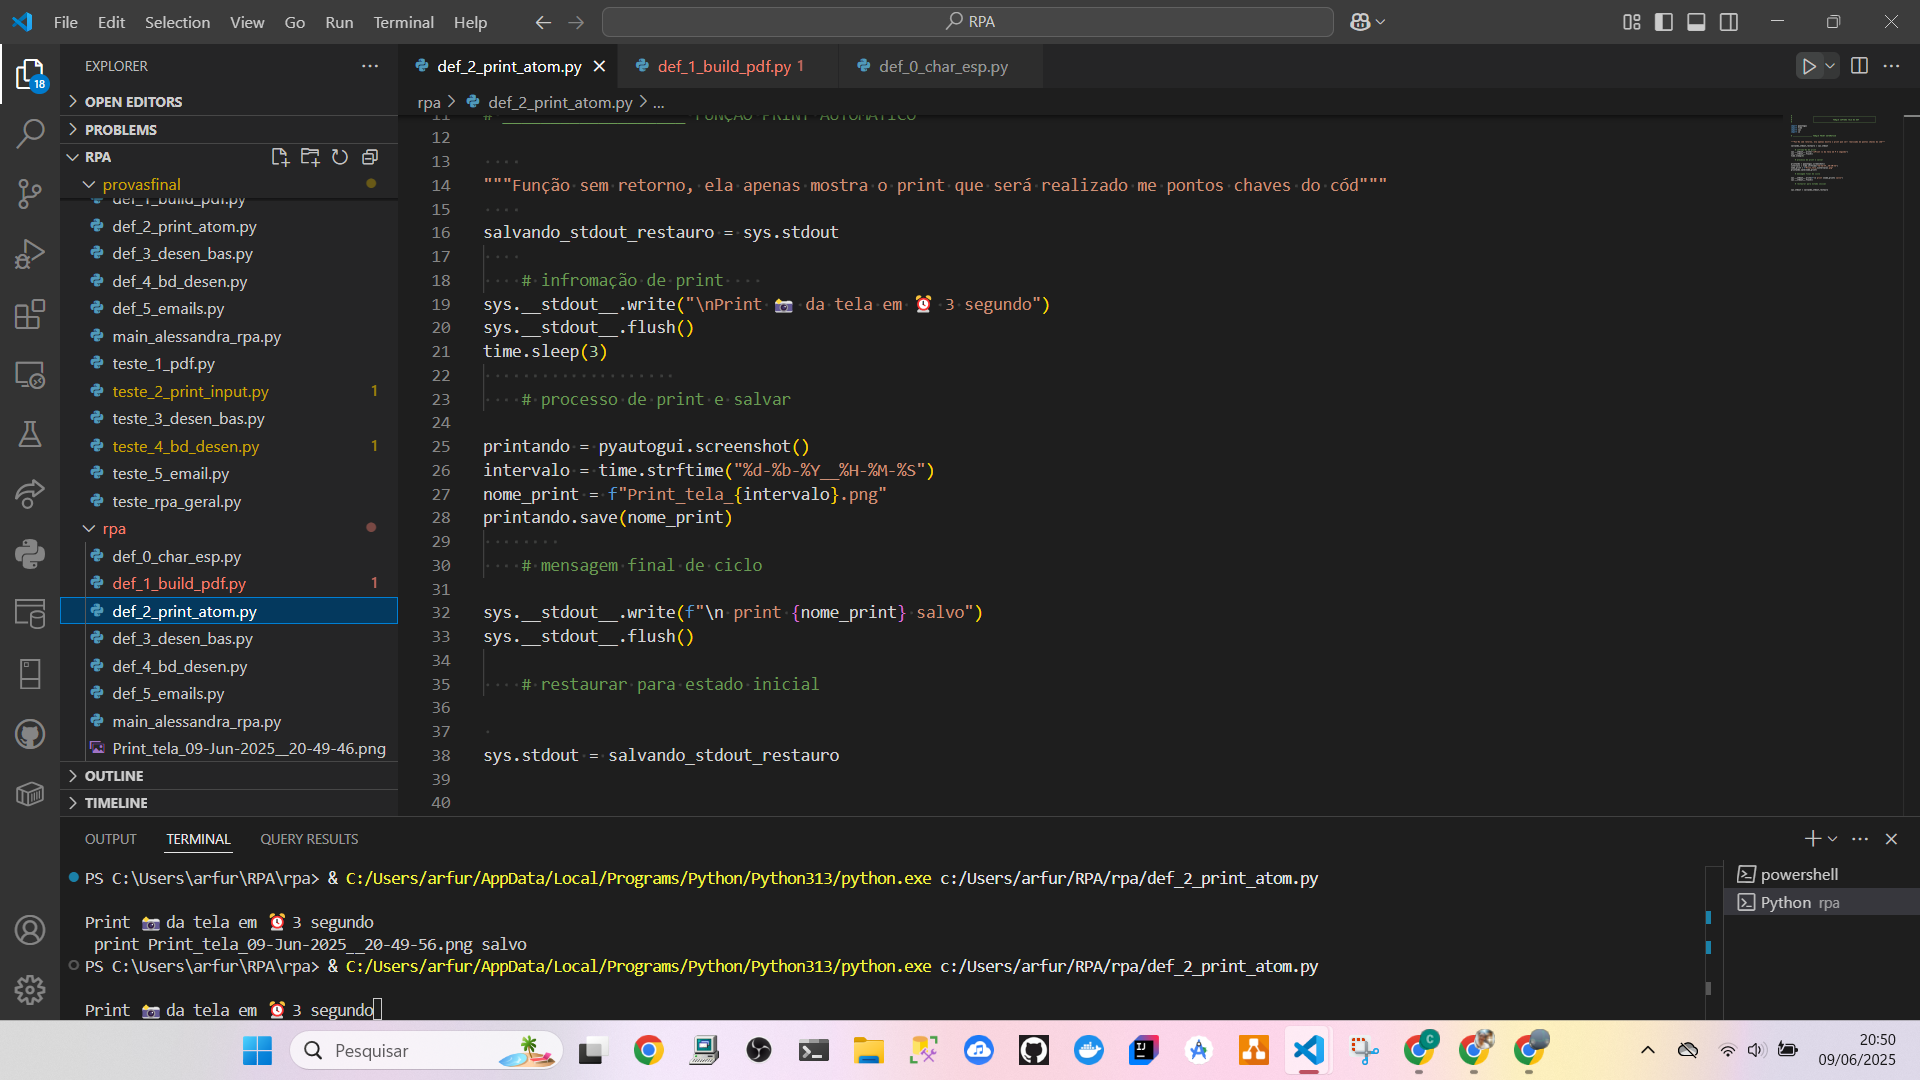 File Edit Selection View Go Run Terminal Help
RPA
18
EXPLORER
OPEN EDITORS
PROBLEMS
RPA
provasfinal
def_1_build_pdf.py
def_2_print_atom.py
def_3_desen_bas.py
def_4_bd_desen.py
def_5_emails.py
main_alessandra_rpa.py
teste_1_pdf.py
teste_2_print_input.py 1
teste_3_desen_bas.py
teste_4_bd_desen.py 1
teste_5_email.py
teste_rpa_geral.py
rpa
def_0_char_esp.py
def_1_build_pdf.py 1
def_2_print_atom.py
def_3_desen_bas.py
def_4_bd_desen.py
def_5_emails.py
main_alessandra_rpa.py
Print_tela_09-Jun-2025__20-49-46.png
OUTLINE
TIMELINE
def_2_print_atom.py def_1_build_pdf.py 1 def_0_char_esp.py
rpa > def_2_print_atom.py > ...
11 # ___________________ FUNÇÃO PRINT AUTOMÁTICO
12
13
14 """Função sem retorno, ela apenas mostra o print que será realizado me pontos chaves do cód"""
15
16 salvando_stdout_restauro = sys.stdout
17
18 # infromação de print
19 sys.__stdout__.write("\nPrint 📷 da tela em ⏰ 3 segundo")
20 sys.__stdout__.flush()
21 time.sleep(3)
22
23 # processo de print e salvar
24
25 printando = pyautogui.screenshot()
26 intervalo = time.strftime("%d-%b-%Y__%H-%M-%S")
27 nome_print = f"Print_tela_{intervalo}.png"
28 printando.save(nome_print)
29
30 # mensagem final de ciclo
31
32 sys.__stdout__.write(f"\n print {nome_print} salvo")
33 sys.__stdout__.flush()
34
35 # restaurar para estado inicial
36
37
38 sys.stdout = salvando_stdout_restauro
39
40
OUTPUT TERMINAL QUERY RESULTS
PS C:\Users\arfur\RPA\rpa> & C:/Users/arfur/AppData/Local/Programs/Python/Python313/python.exe c:/Users/arfur/RPA/rpa/def_2_print_atom.py
Print 📷 da tela em ⏰ 3 segundo
print Print_tela_09-Jun-2025__20-49-56.png salvo
PS C:\Users\arfur\RPA\rpa> & C:/Users/arfur/AppData/Local/Programs/Python/Python313/python.exe c:/Users/arfur/RPA/rpa/def_2_print_atom.py
Print 📷 da tela em ⏰ 3 segundo
powershell
Python rpa
Pesquisar
20:50
09/06/2025